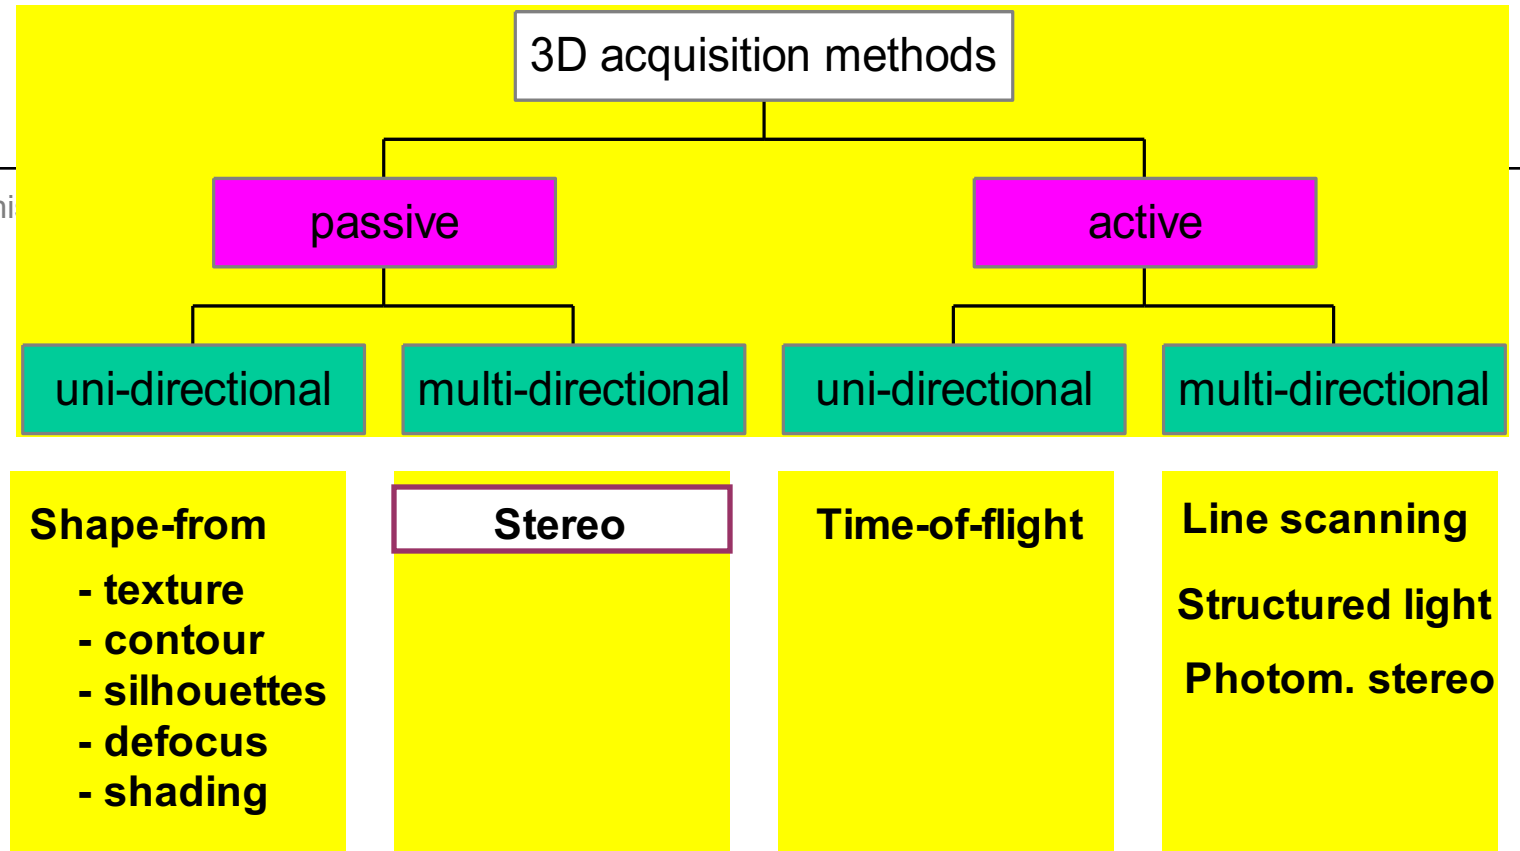 3D acquisition methods
passive
active
uni-directional
multi-directional
uni-directional
multi-directional
Shape-from
- texture
- contour
- silhouettes
- defocus
- shading
Stereo
Time-of-flight
Line scanning
Structured light
Photom. stereo